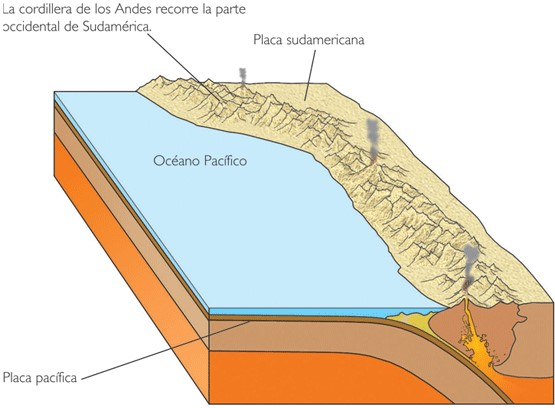 La cordillera de los Andes recorre la parte
occidental de Sudamérica.
Placa sudamericana
Océano Pacífico
Placa pacífica